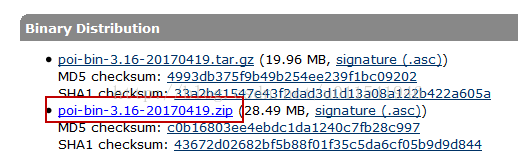 Binary Distribution
• poi-bin-3.16-20170419.tar.gz (19.96 MB, signature (.asc))
MD5 checksum: 4993db375f9b49b254ee239f1bc09202
SHA1 checksum:
• poi-bin-3.16-20170419.zip (28.49 MB, signature (.asc))
MD5 checksum: c0b16803ee4ebdc1da1240c7fb28c997
SHA1 checksum: 43672d02682bf5b88f01f35c5da6cf05b9d9d844